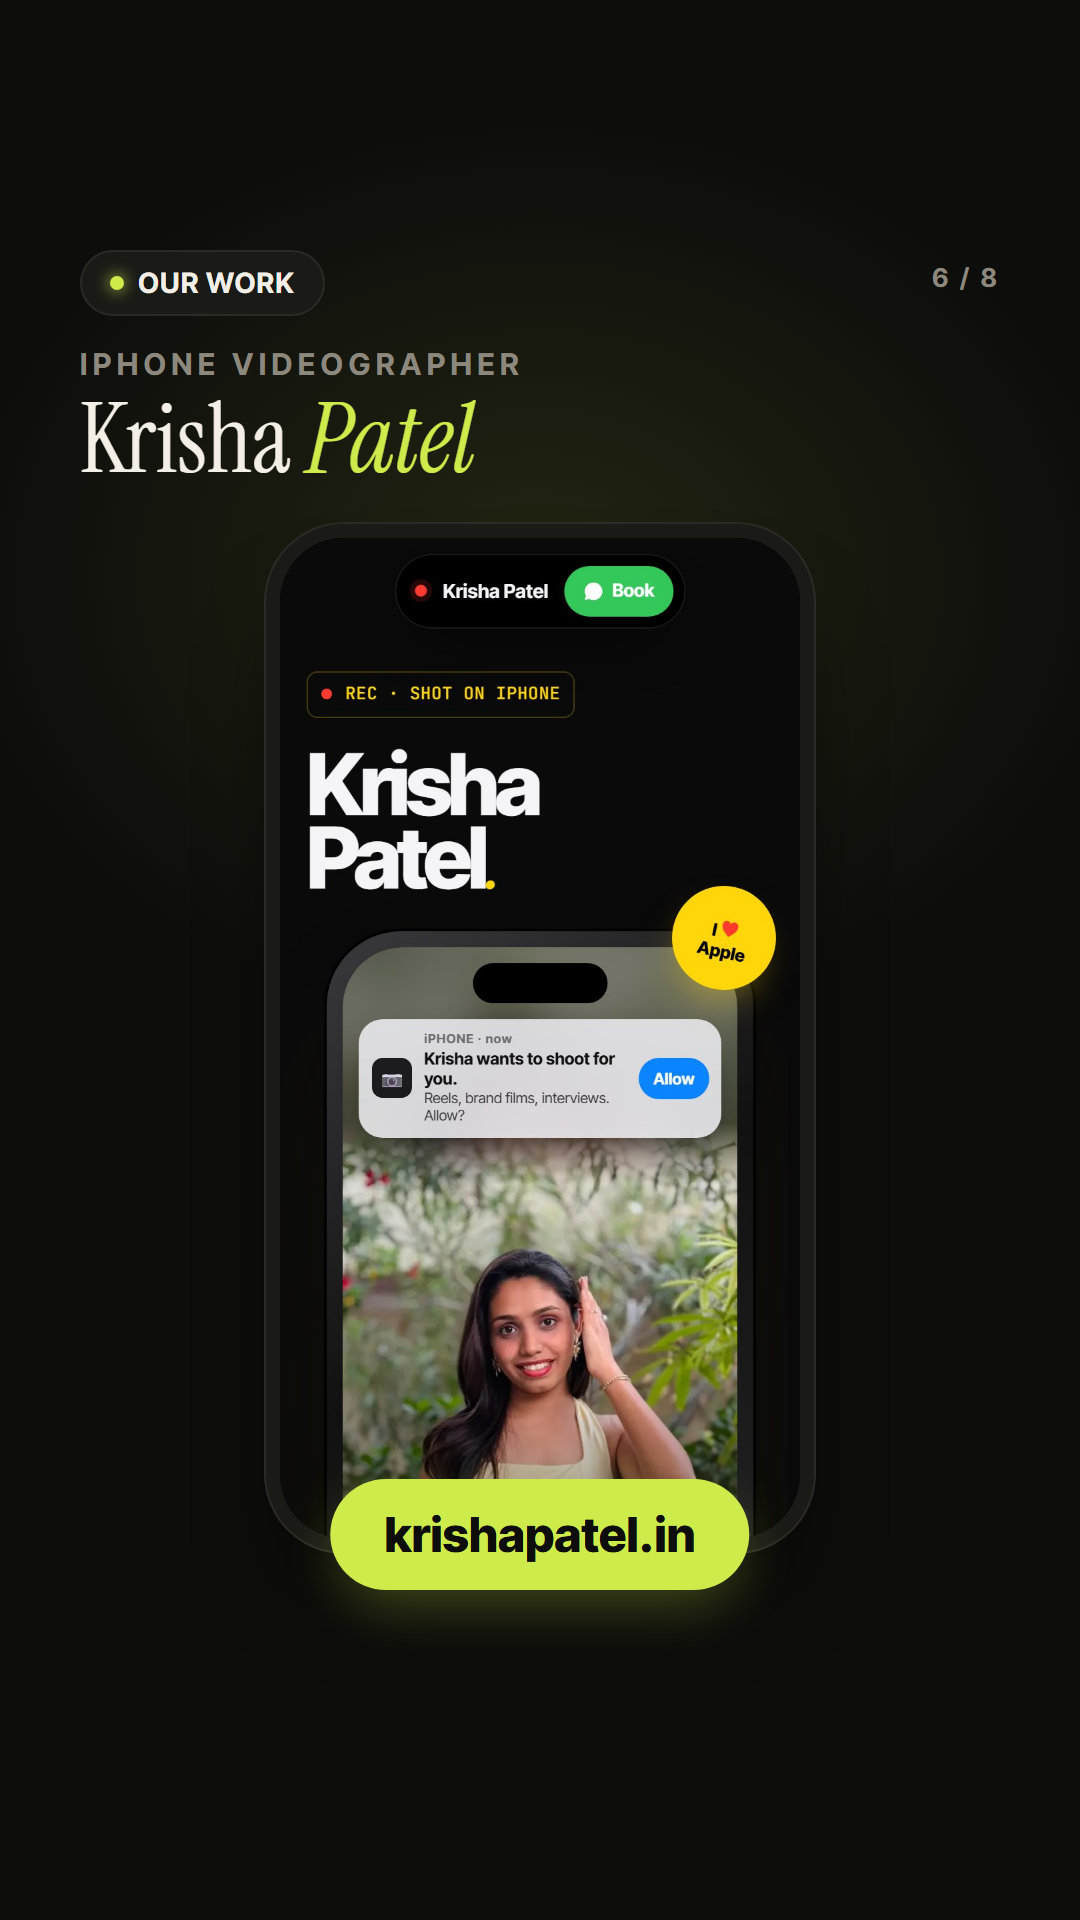 OUR WORK
6 / 8
IPHONE VIDEOGRAPHER
Krisha Patel
Krisha Patel
Book
REC · SHOT ON IPHONE
Krisha
Patel.
I ❤️
Apple
iPHONE · now
Krisha wants to shoot for
you.
Reels, brand films, interviews.
Allow?
Allow
krishapatel.in